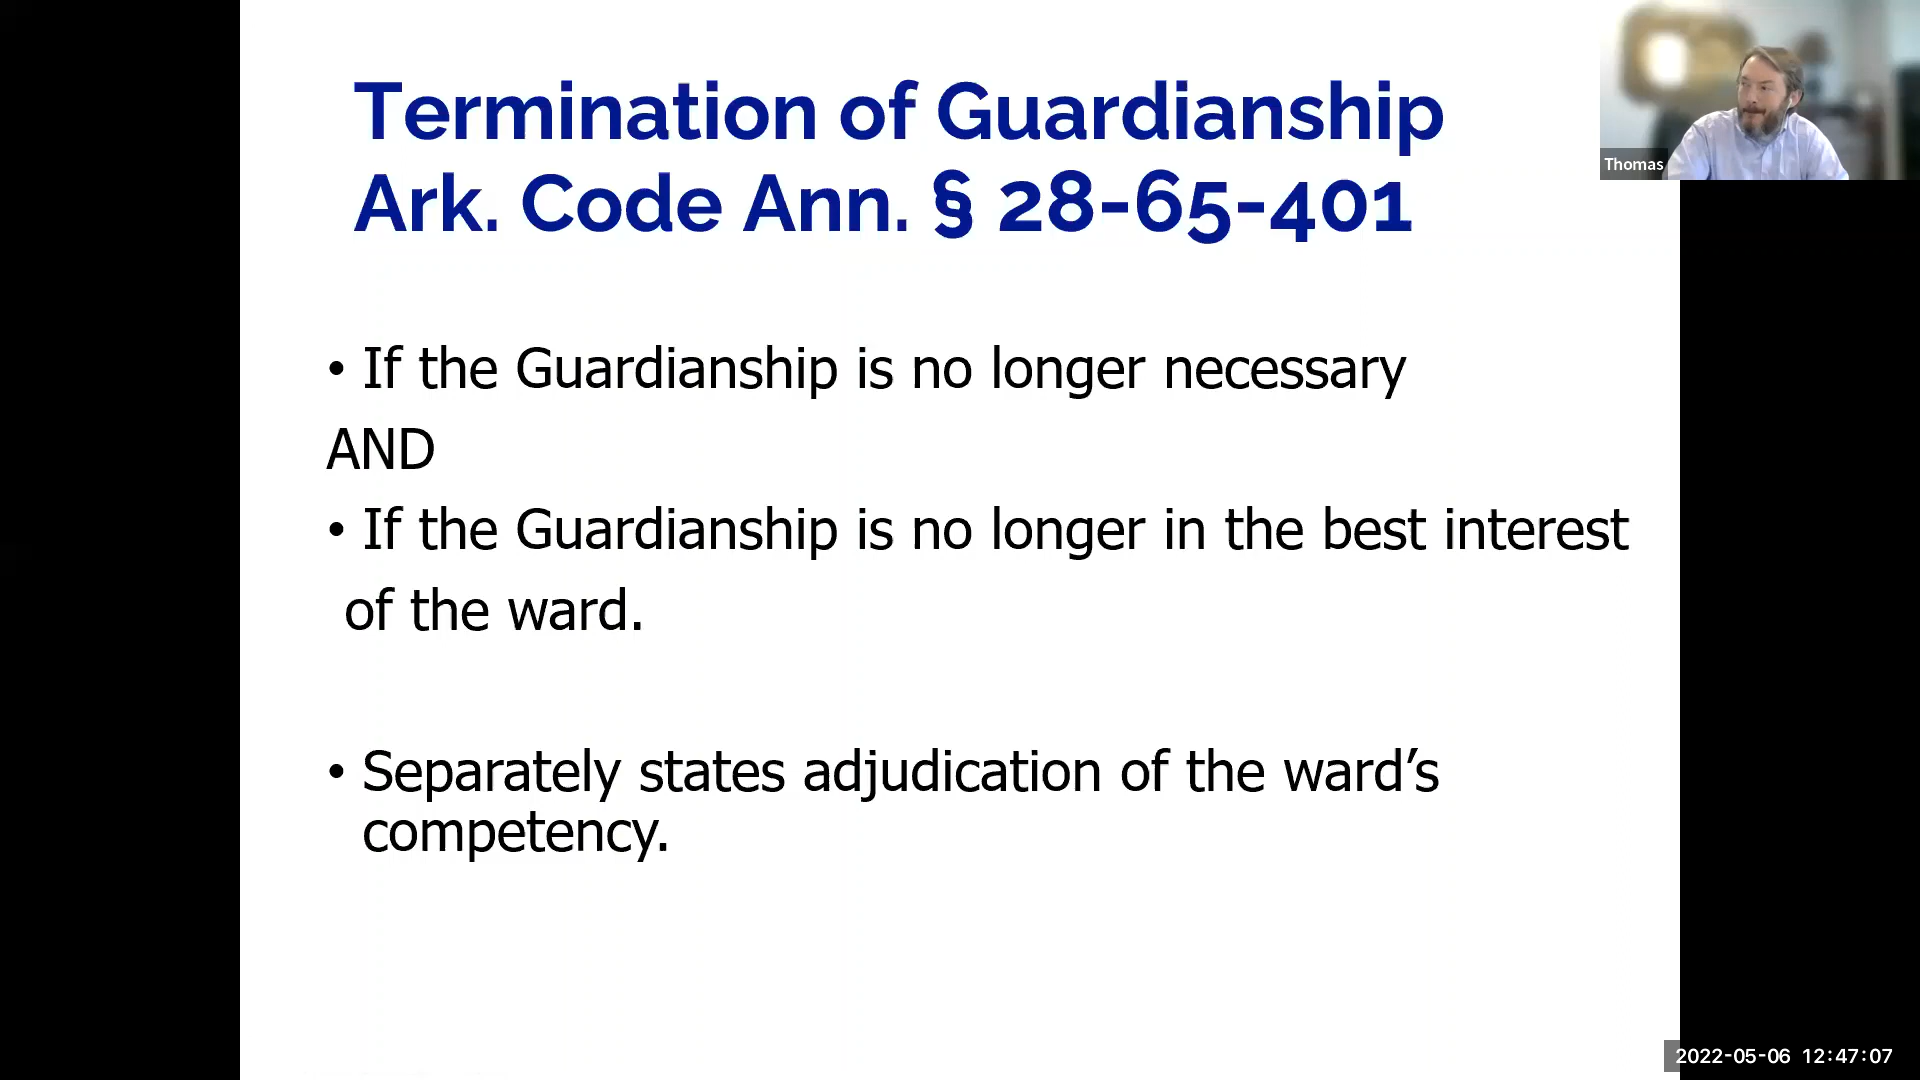 Termination of Guardianship
Ark. Code Ann. § 28-65-401
• If the Guardianship is no longer necessary
AND
• If the Guardianship is no longer in the best interest
of the ward.
• Separately states adjudication of the ward’s
competency.
Thomas
2022-05-06 12:47:07